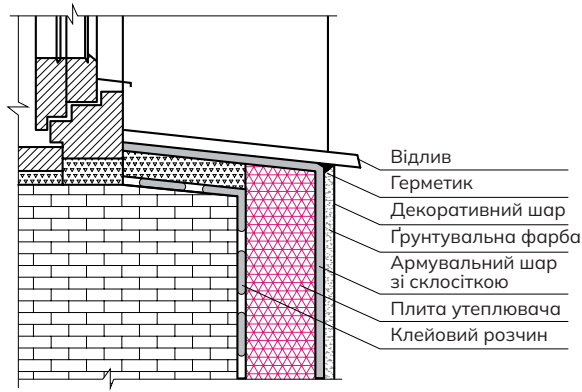 Відлив
Герметик
Декоративний шар
Ґрунтувальна фарба
Армувальний шар
зі склосіткою
Плита утеплювача
Клейовий розчин